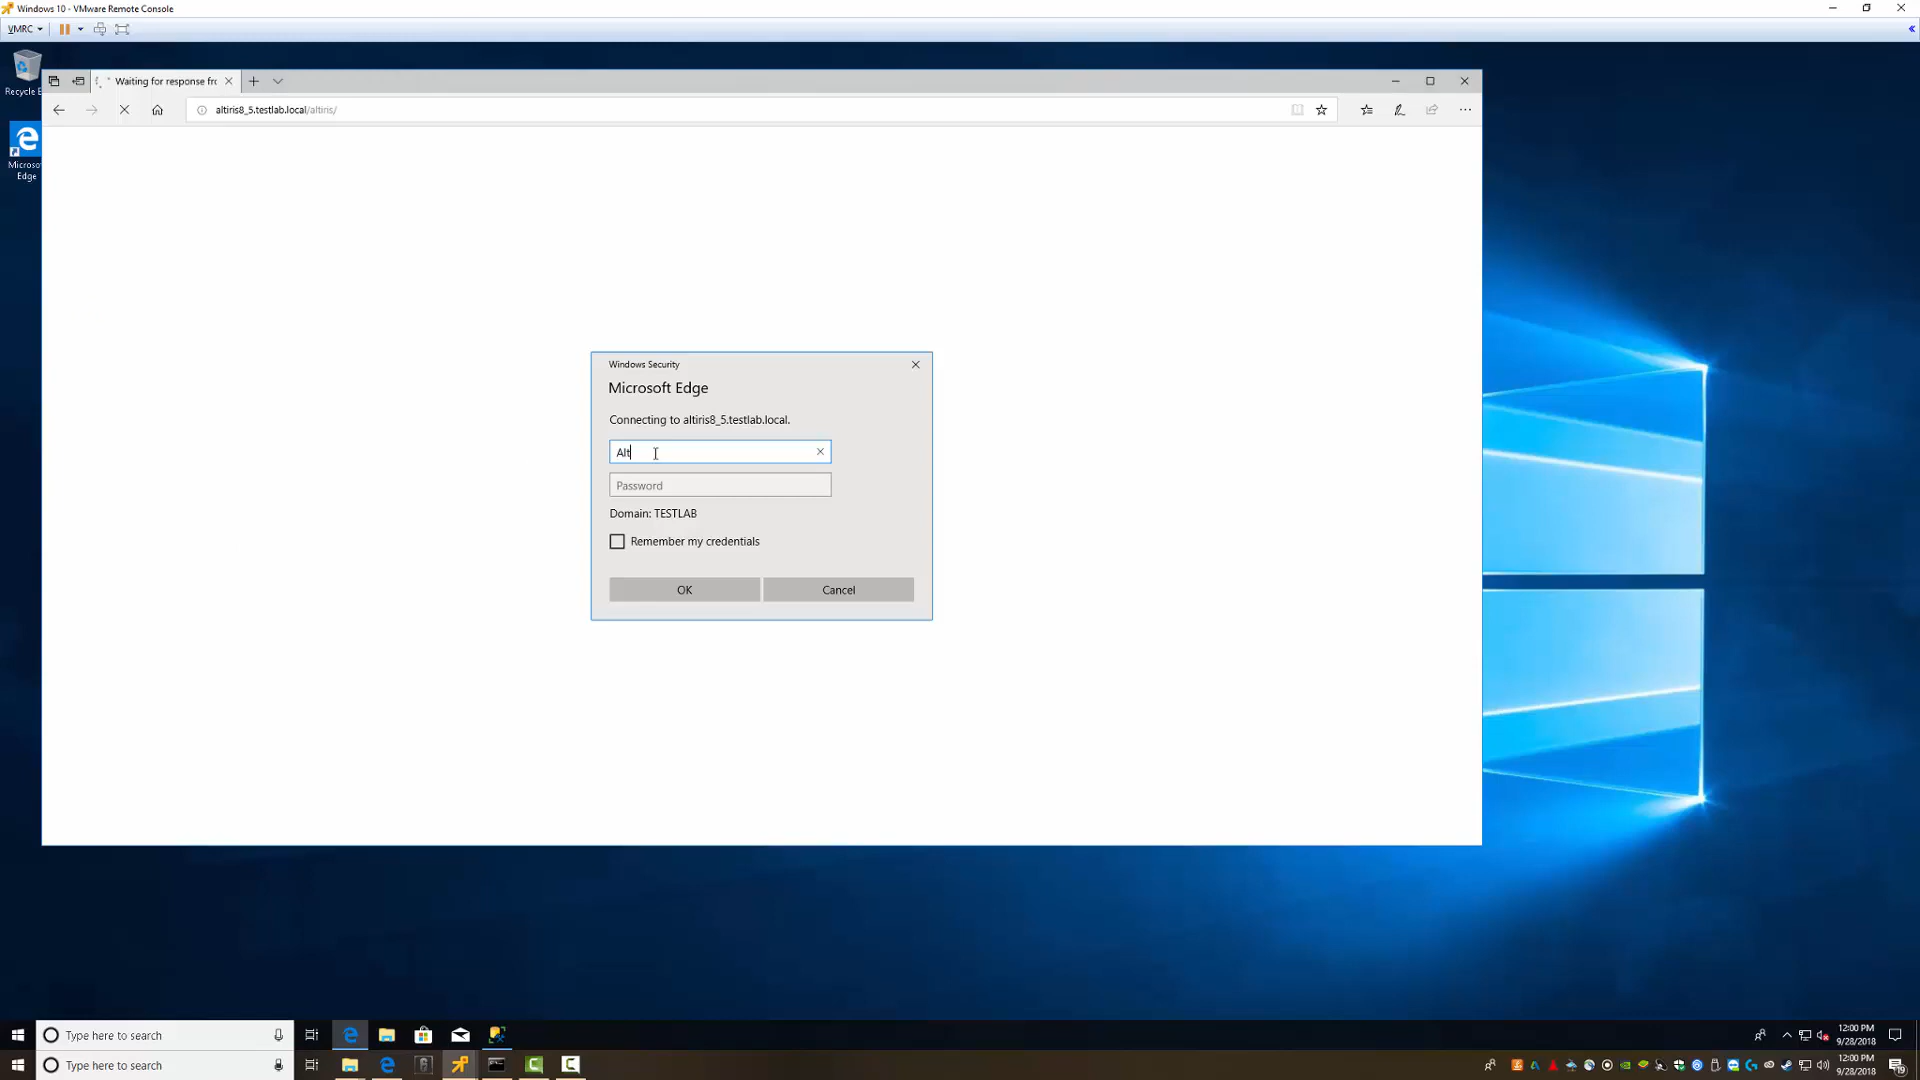 Windows 10 - VMware Remote Console
VMRC
Recycle B
Waiting for response frc
altiris8_5.testlab.local/altiris/
Microsof
Edge
Windows Security
Microsoft Edge
Connecting to altiris8_5.testlab.local.
Alt
Password
Domain: TESTLAB
Remember my credentials
OK
Cancel
Type here to search
12:00 PM
9/28/2018
Type here to search
12:00 PM
9/28/2018